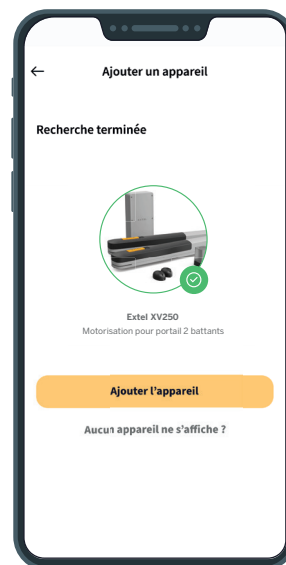 Ajouter un appareil
Recherche terminée
Extel XV250
Motorisation pour portail 2 battants
Ajouter l'appareil
Aucun appareil ne s'affiche ?